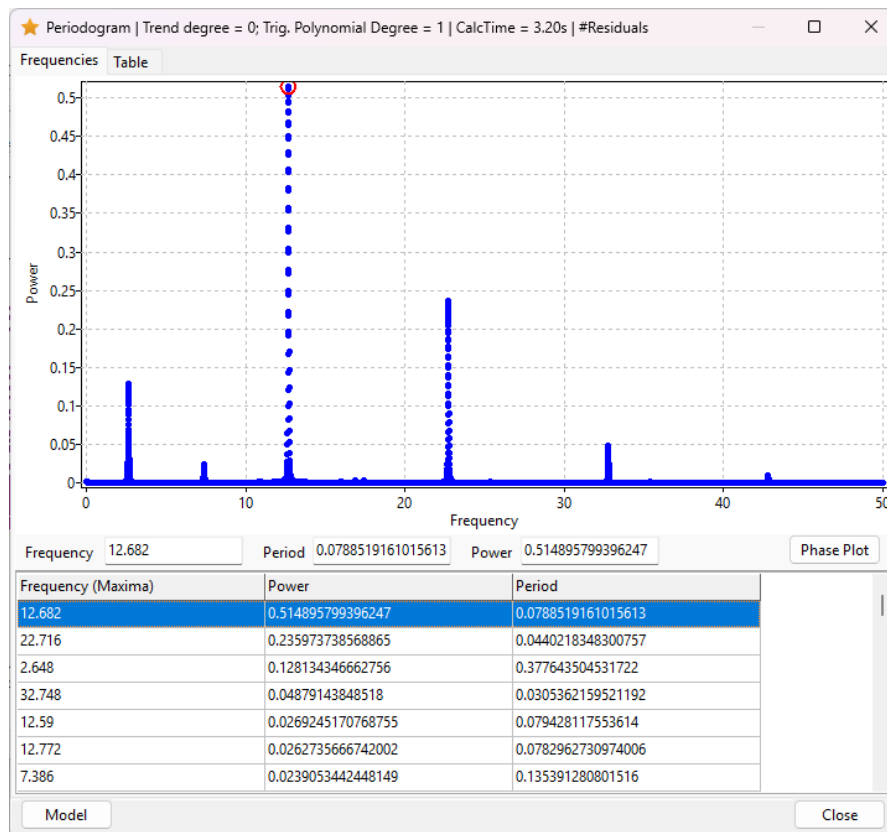 Periodogram | Trend degree = 0; Trig. Polynomial Degree = 1 | CalcTime = 3.20s | #Residuals
Frequencies Table
0.5
0.45
0.4
0.35
0.3
0.25
0.2
0.15
0.1
0.05
0
Power
0 10 20 30 40 50
Frequency
Frequency 12.682 Period 0.0788519161015613 Power 0.514895799396247 Phase Plot
Frequency (Maxima) Power Period
12.682 0.514895799396247 0.0788519161015613
22.716 0.235973738568865 0.0440218348300757
2.648 0.128134346662756 0.377643504531722
32.748 0.04879143848518 0.0305362159521192
12.59 0.0269245170768755 0.079428117553614
12.772 0.0262735666742002 0.0782962730974006
7.386 0.0239053442448149 0.135391280801516
Model Close